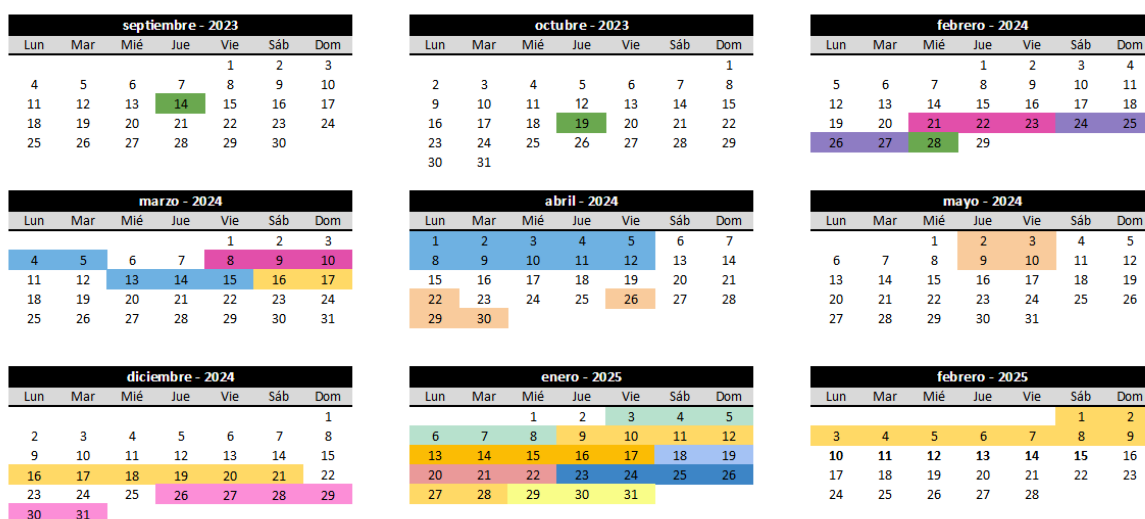 septiembre - 2023
Lun Mar Mié Jue Vie Sáb Dom
1 2 3
4 5 6 7 8 9 10
11 12 13 14 15 16 17
18 19 20 21 22 23 24
25 26 27 28 29 30
octubre - 2023
Lun Mar Mié Jue Vie Sáb Dom
1
2 3 4 5 6 7 8
9 10 11 12 13 14 15
16 17 18 19 20 21 22
23 24 25 26 27 28 29
30 31
febrero - 2024
Lun Mar Mié Jue Vie Sáb Dom
1 2 3 4
5 6 7 8 9 10 11
12 13 14 15 16 17 18
19 20 21 22 23 24 25
26 27 28 29
marzo - 2024
Lun Mar Mié Jue Vie Sáb Dom
1 2 3
4 5 6 7 8 9 10
11 12 13 14 15 16 17
18 19 20 21 22 23 24
25 26 27 28 29 30 31
abril - 2024
Lun Mar Mié Jue Vie Sáb Dom
1 2 3 4 5 6 7
8 9 10 11 12 13 14
15 16 17 18 19 20 21
22 23 24 25 26 27 28
29 30
mayo - 2024
Lun Mar Mié Jue Vie Sáb Dom
1 2 3 4 5
6 7 8 9 10 11 12
13 14 15 16 17 18 19
20 21 22 23 24 25 26
27 28 29 30 31
diciembre - 2024
Lun Mar Mié Jue Vie Sáb Dom
1
2 3 4 5 6 7 8
9 10 11 12 13 14 15
16 17 18 19 20 21 22
23 24 25 26 27 28 29
30 31
enero - 2025
Lun Mar Mié Jue Vie Sáb Dom
1 2 3 4 5
6 7 8 9 10 11 12
13 14 15 16 17 18 19
20 21 22 23 24 25 26
27 28 29 30 31
febrero - 2025
Lun Mar Mié Jue Vie Sáb Dom
1 2
3 4 5 6 7 8 9
10 11 12 13 14 15 16
17 18 19 20 21 22 23
24 25 26 27 28